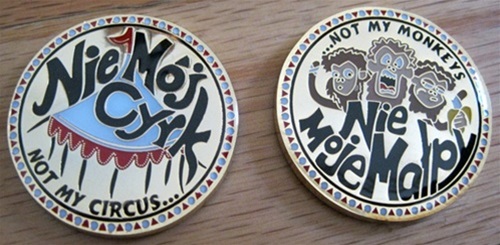 Nie Mój
Cyrk
NOT MY CIRCUS...
...NOT MY MONKEYS
Nie
Moje Małpy